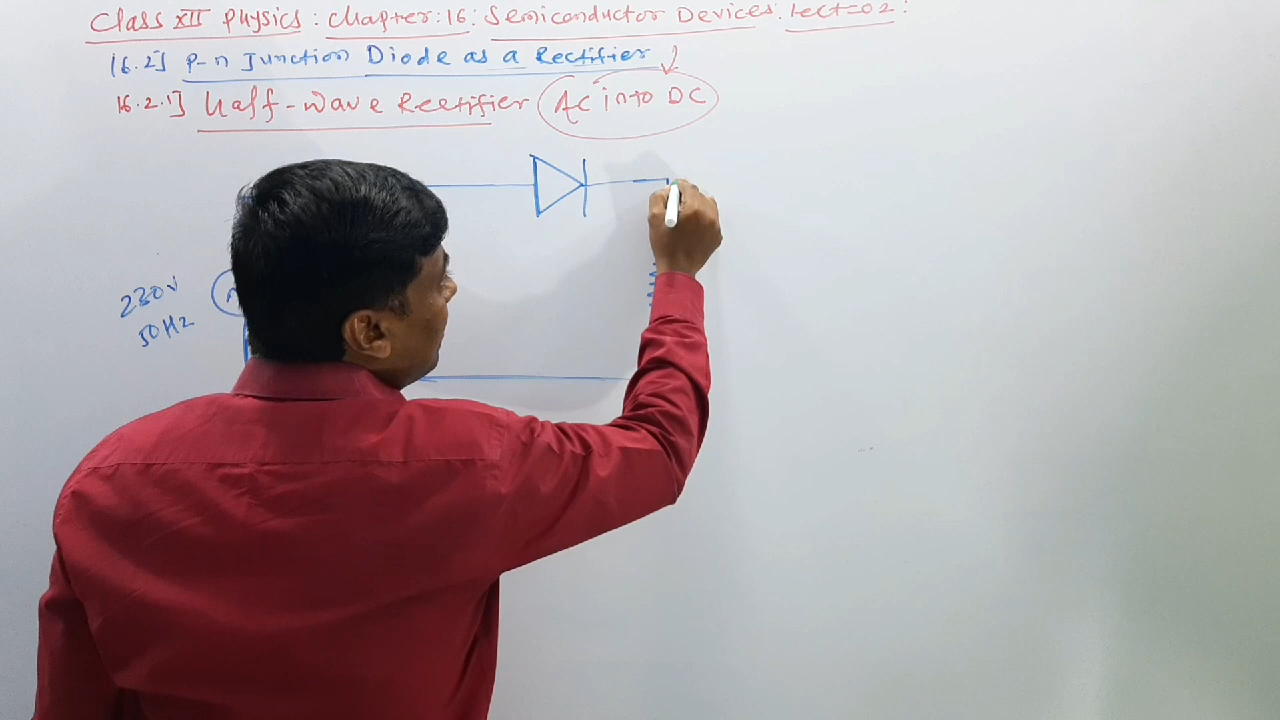 Class XII Physics : Chapter: 16 : Semiconductor Devices: Lect=02 :
16.2] p-n Junction Diode as a Rectifier
16.2.1] Half-Wave Rectifier AC into DC
230V
50Hz